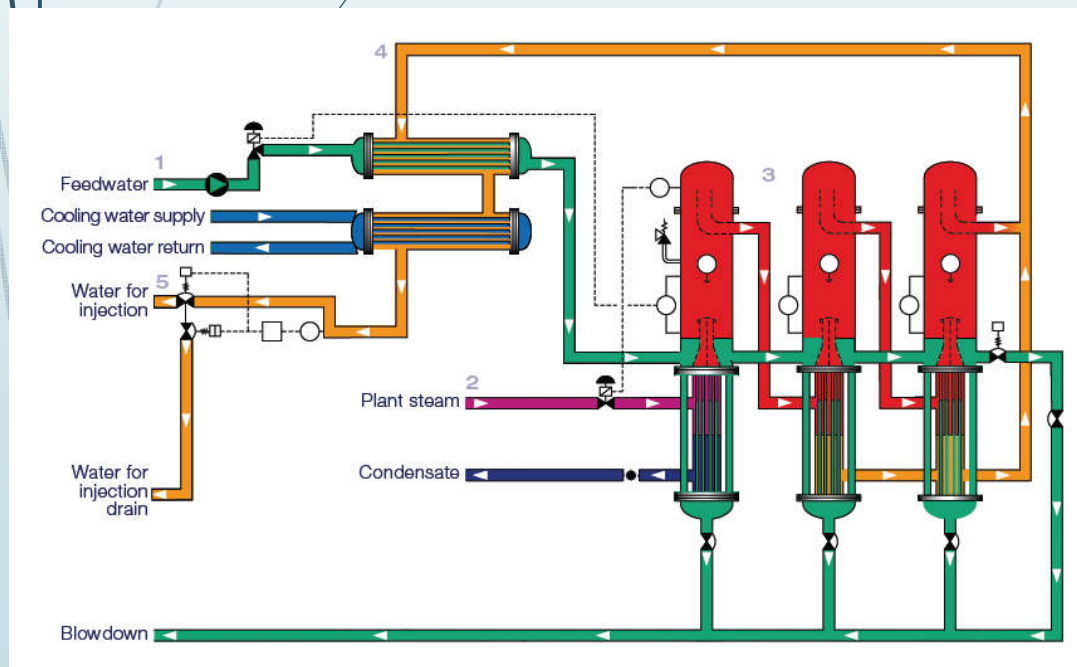 4
1
3
Feedwater
Cooling water supply
Cooling water return
5
Water for
injection
2
Plant steam
Condensate
Water for
injection
drain
Blowdown